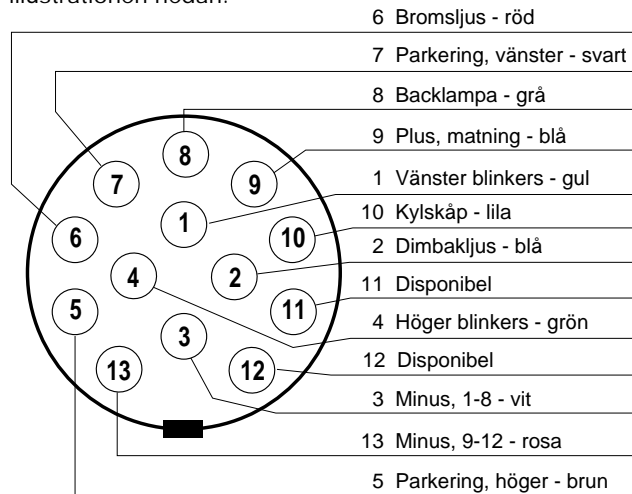 illustrationen nedan.
6 Bromsljus - röd
7 Parkering, vänster - svart
8 Backlampa - grå
9 Plus, matning - blå
1 Vänster blinkers - gul
10 Kylskåp - lila
2 Dimbakljus - blå
11 Disponibel
4 Höger blinkers - grön
12 Disponibel
3 Minus, 1-8 - vit
13 Minus, 9-12 - rosa
5 Parkering, höger - brun
8
7
9
1
6
10
4
2
5
11
3
13
12